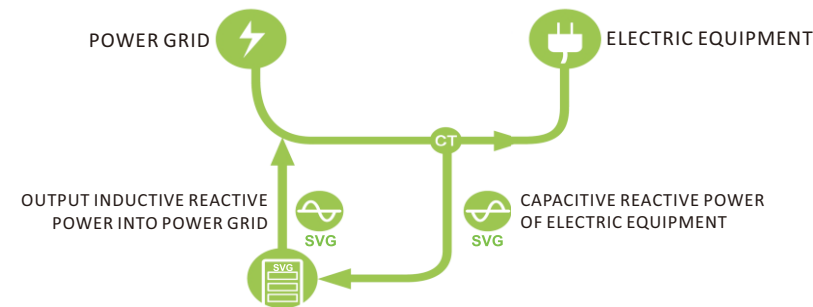 POWER GRID
ELECTRIC EQUIPMENT
CT
OUTPUT INDUCTIVE REACTIVE
POWER INTO POWER GRID
SVG
CAPACITIVE REACTIVE POWER
OF ELECTRIC EQUIPMENT
SVG
SVG